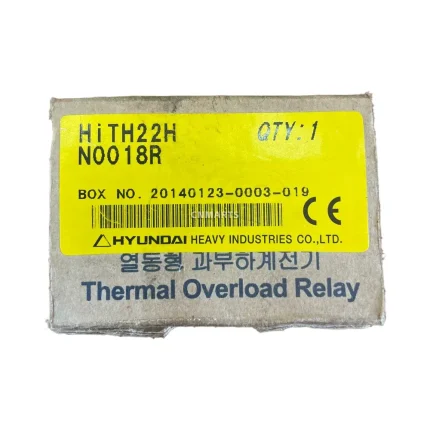 HiTH22H QTY:1
N0018R
BOX NO. 20140123-0003-019
CNMARTS
CE
HYUNDAI HEAVY INDUSTRIES CO.,LTD.
열동형 과부하계전기
Thermal Overload Relay